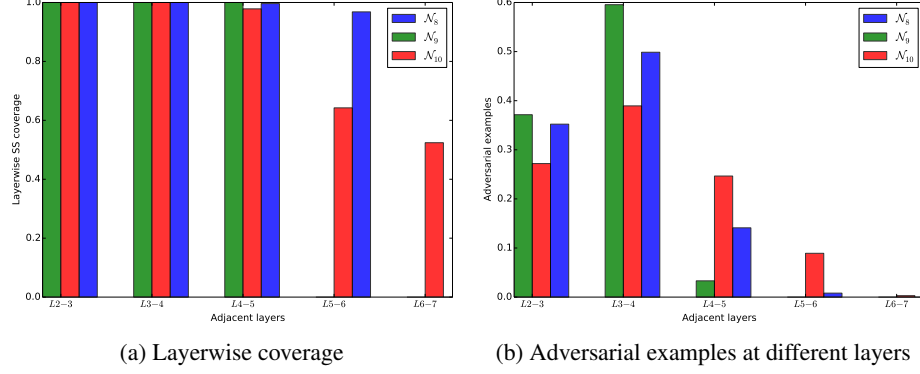 1.0
0.8
0.6
0.4
0.2
0.0
Layerwise SS coverage
L2−3
L3−4
L4−5
L5−6
L6−7
Adjacent layers
𝒩8
𝒩9
𝒩10
(a) Layerwise coverage
0.6
0.5
0.4
0.3
0.2
0.1
0.0
Adversarial examples
L2−3
L3−4
L4−5
L5−6
L6−7
Adjacent layers
𝒩8
𝒩9
𝒩10
(b) Adversarial examples at different layers